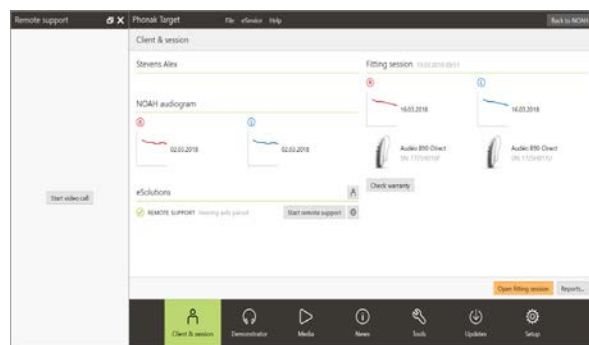 Remote support
Phonak Target
File eService Help
Back to NOAH
Client & session
Stevens Alex
Fitting session
NOAH audiogram
R
L
02.03.2018
02.03.2018
R
L
16.03.2018
16.03.2018
Audéo B90-Direct
Audéo B90-Direct
Check warranty
Start video call
eSolutions
REMOTE SUPPORT Hearing aids paired
Start remote support
Open fitting session
Reports...
Client & session
Demonstrator
Media
News
Tools
Updates
Setup